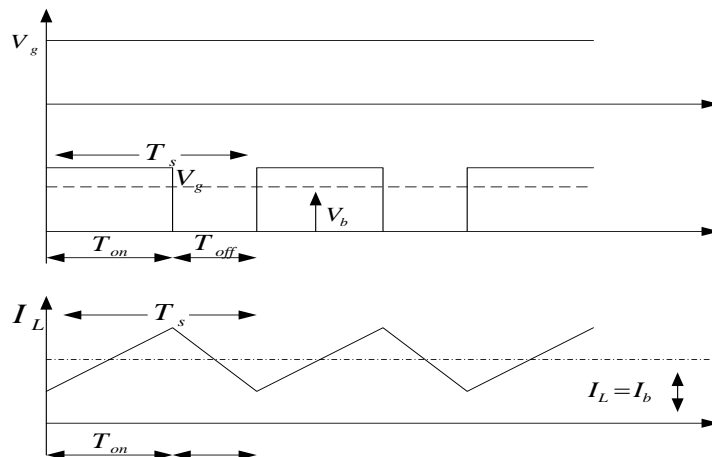 V_g
T_s
V_g
V_b
T_on T_off
I_L T_s
I_L = I_b
T_on